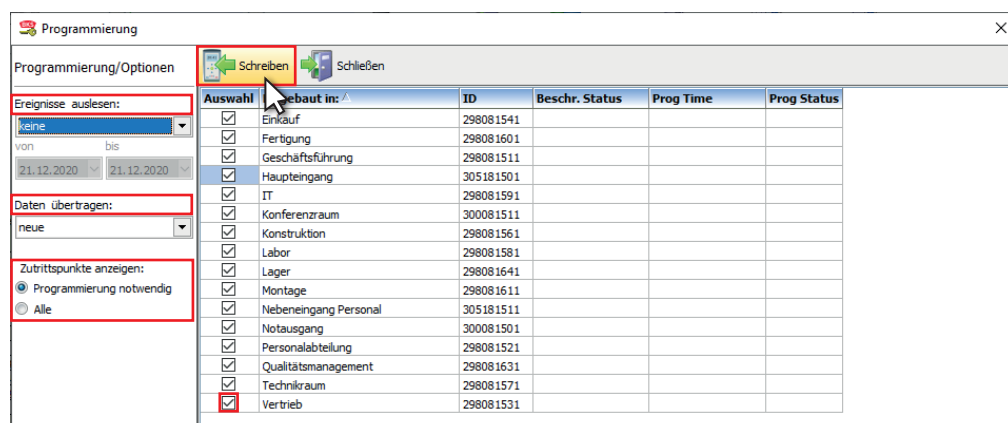 Programmierung
Programmierung/Optionen
Schreiben
Schließen
Ereignisse auslesen:
keine
von bis
21.12.2020 21.12.2020
Daten übertragen:
neue
Zutrittspunkte anzeigen:
Programmierung notwendig
Alle
Auswahl gebaut in: ID Beschr. Status Prog Time Prog Status
Einkauf 298081541
Fertigung 298081601
Geschäftsführung 298081511
Haupteingang 305181501
IT 298081591
Konferenzraum 300081511
Konstruktion 298081561
Labor 298081581
Lager 298081641
Montage 298081611
Nebeneingang Personal 305181511
Notausgang 300081501
Personalabteilung 298081521
Qualitätsmanagement 298081631
Technikraum 298081571
Vertrieb 298081531